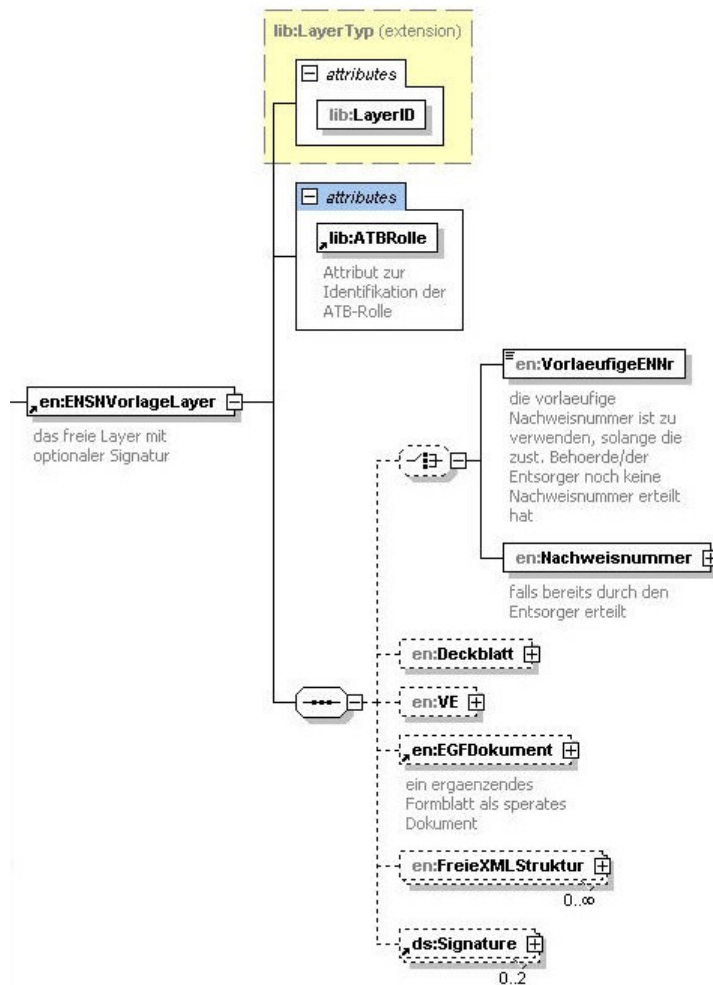 lib:LayerTyp (extension)
attributes
lib:LayerID
attributes
lib:ATBRolle
Attribut zur
Identifikation der
ATB-Rolle
en:ENSNVorlageLayer
das freie Layer mit
optionaler Signatur
en:VorlaeufigeENNr
die vorlaeufige
Nachweisnummer ist zu
verwenden, solange die
zust. Behoerde/der
Entsorger noch keine
Nachweisnummer erteilt
hat
en:Nachweisnummer
falls bereits durch den
Entsorger erteilt
en:Deckblatt
en:VE
en:EGFDokument
ein ergaenzendes
Formblatt als sperates
Dokument
en:FreieXMLStruktur
0..∞
ds:Signature
0..2